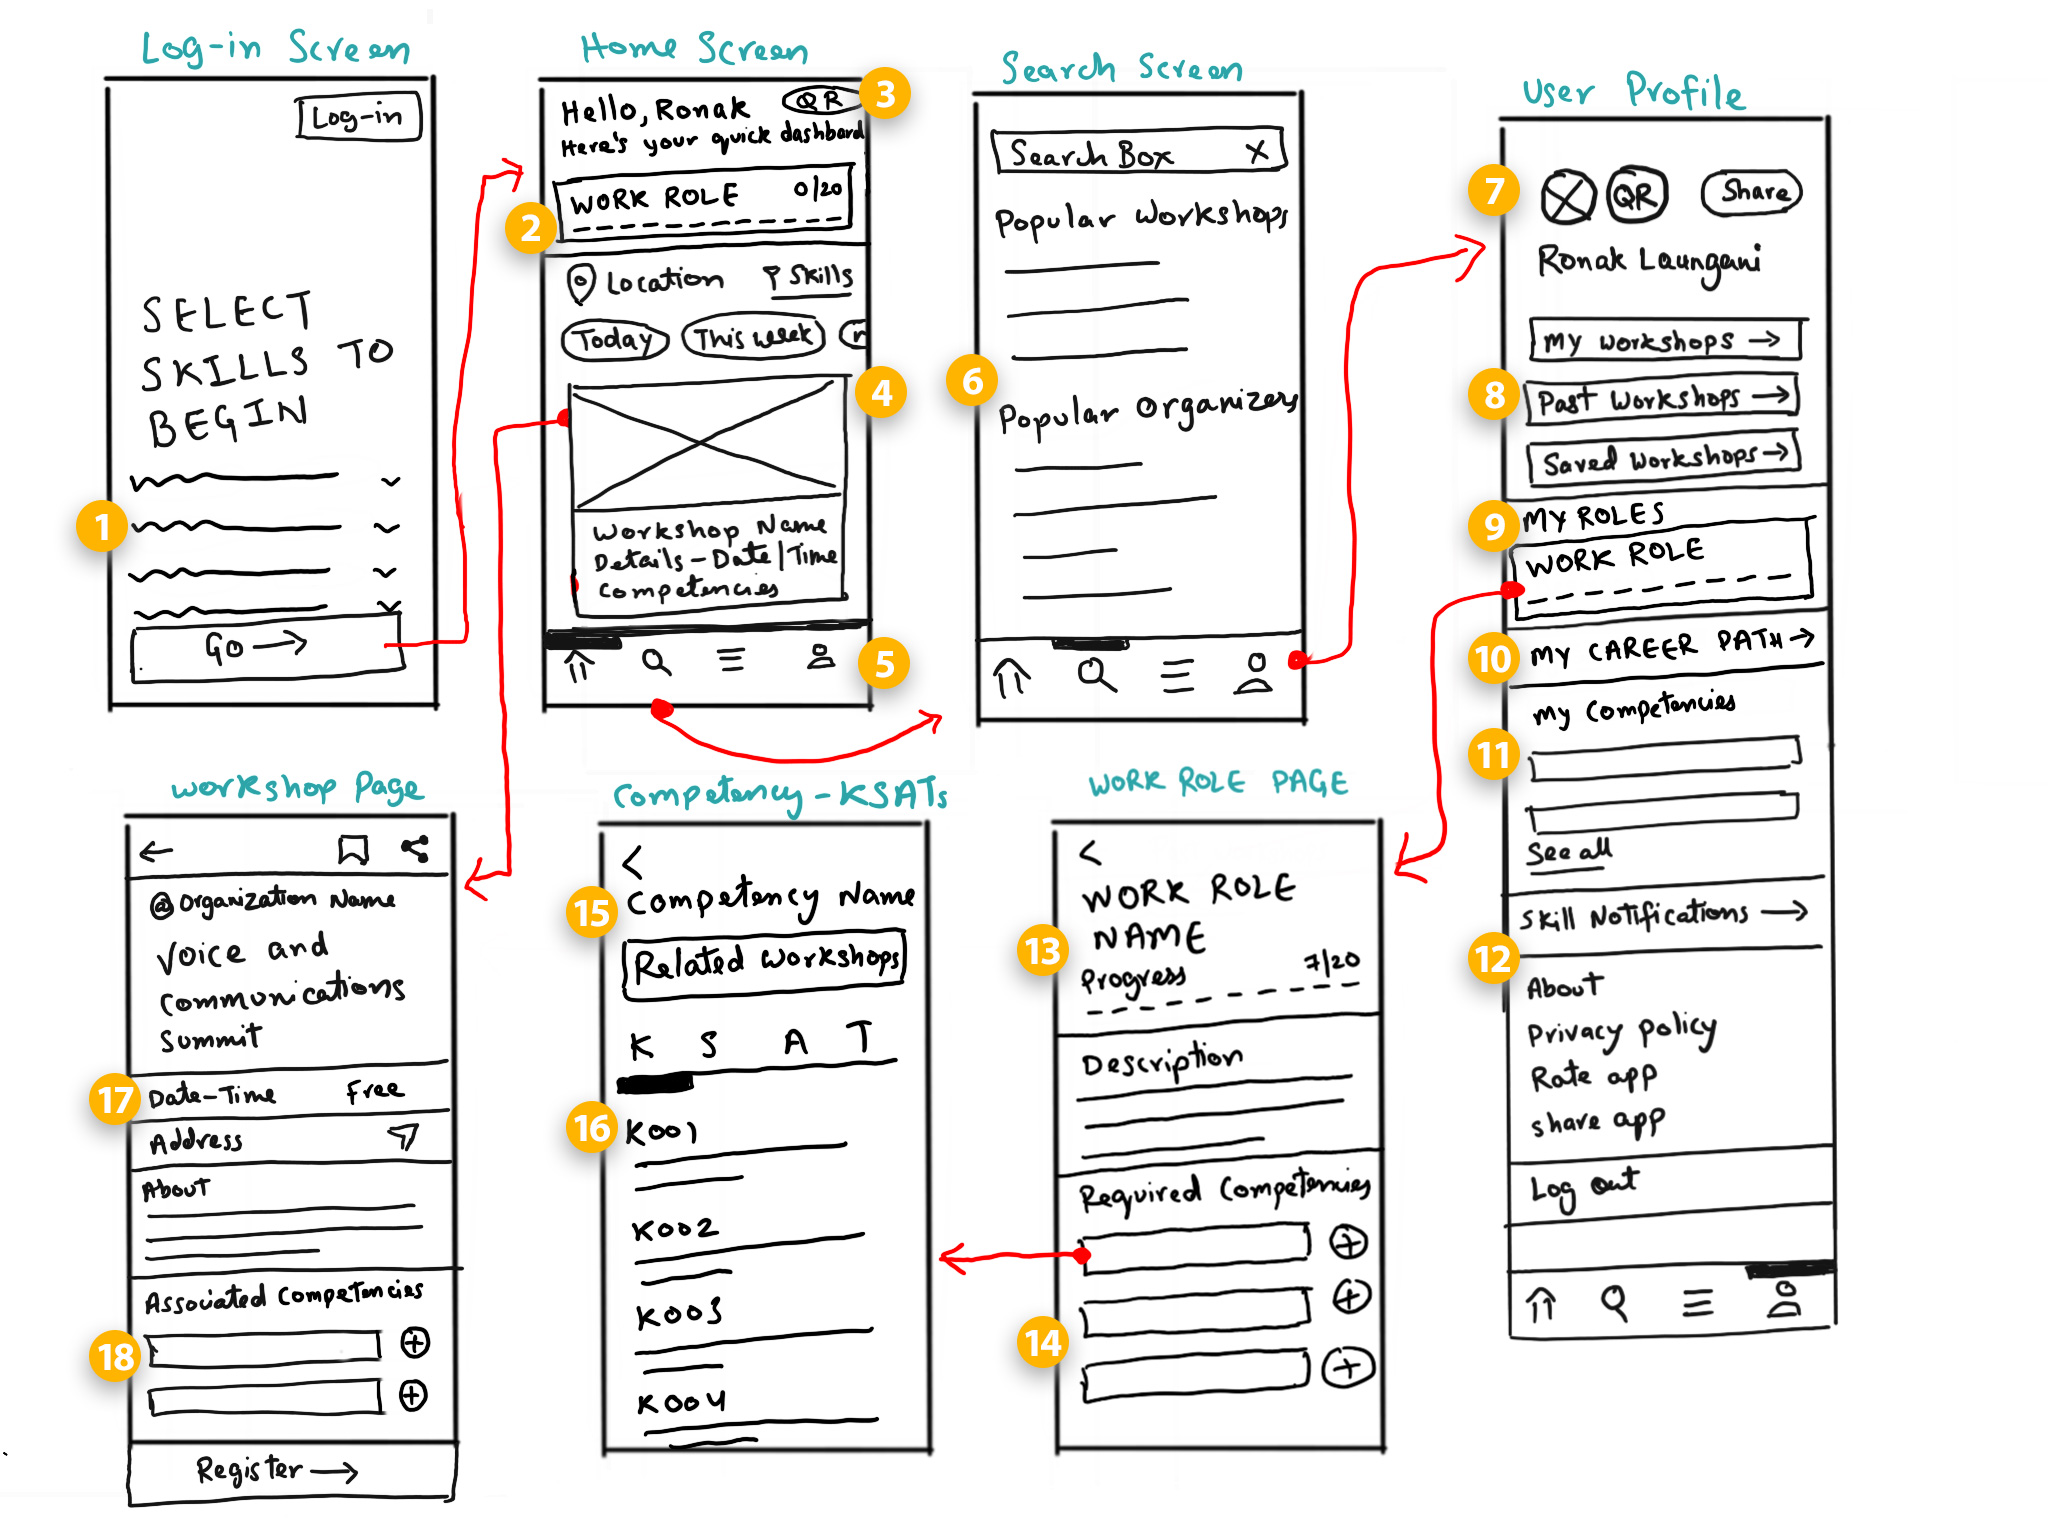 Log-in Screen
Log-in
SELECT
SKILLS TO
BEGIN
1
GO →
Home Screen
Hello, Ronak QR 3
Here's your quick dashboard
WORK ROLE 0/20
2
Location Skills
Today This week
4
Workshop Name
Details - Date | Time
Competencies
5
Search Screen
Search Box X
Popular Workshops
6
Popular Organizers
User Profile
7 QR Share
Ronak Laungani
My Workshops →
8 Past Workshops →
Saved Workshops →
9 MY ROLES
WORK ROLE
10 MY CAREER PATH →
My Competencies
11
See all
Skill Notifications →
12
About
Privacy policy
Rate app
share app
Log out
Workshop Page
← 
@ Organization Name
Voice and
Communications
Summit
17 Date-Time Free
Address
About
Associated Competencies
18
Register →
Competency - KSATs
<
15 Competency Name
Related Workshops
K S A T
16 K001
K002
K003
K004
WORK ROLE PAGE
<
WORK ROLE
13 NAME
Progress 7/20
Description
Required Competencies
14